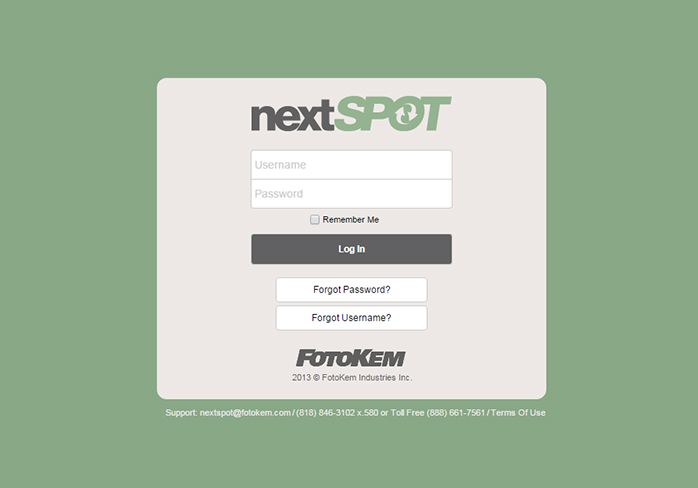 nextSPOT
Username
Password
Remember Me
Log In
Forgot Password?
Forgot Username?
FOTOKEM
2013 © FotoKem Industries Inc.
Support: nextspot@fotokem.com / (818) 846-3102 x.580 or Toll Free (888) 661-7561 / Terms Of Use